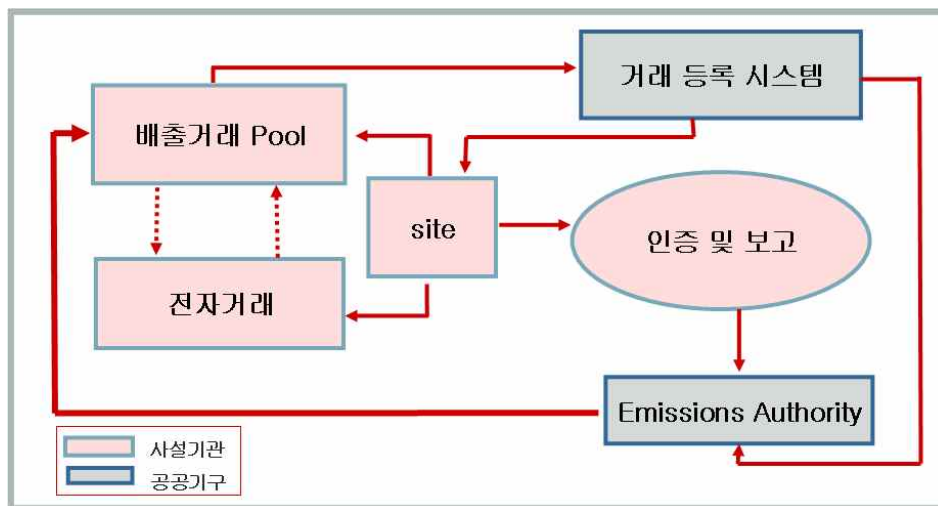 거래 등록 시스템
배출거래 Pool
site
인증 및 보고
전자거래
Emissions Authority
사설기관
공공기구